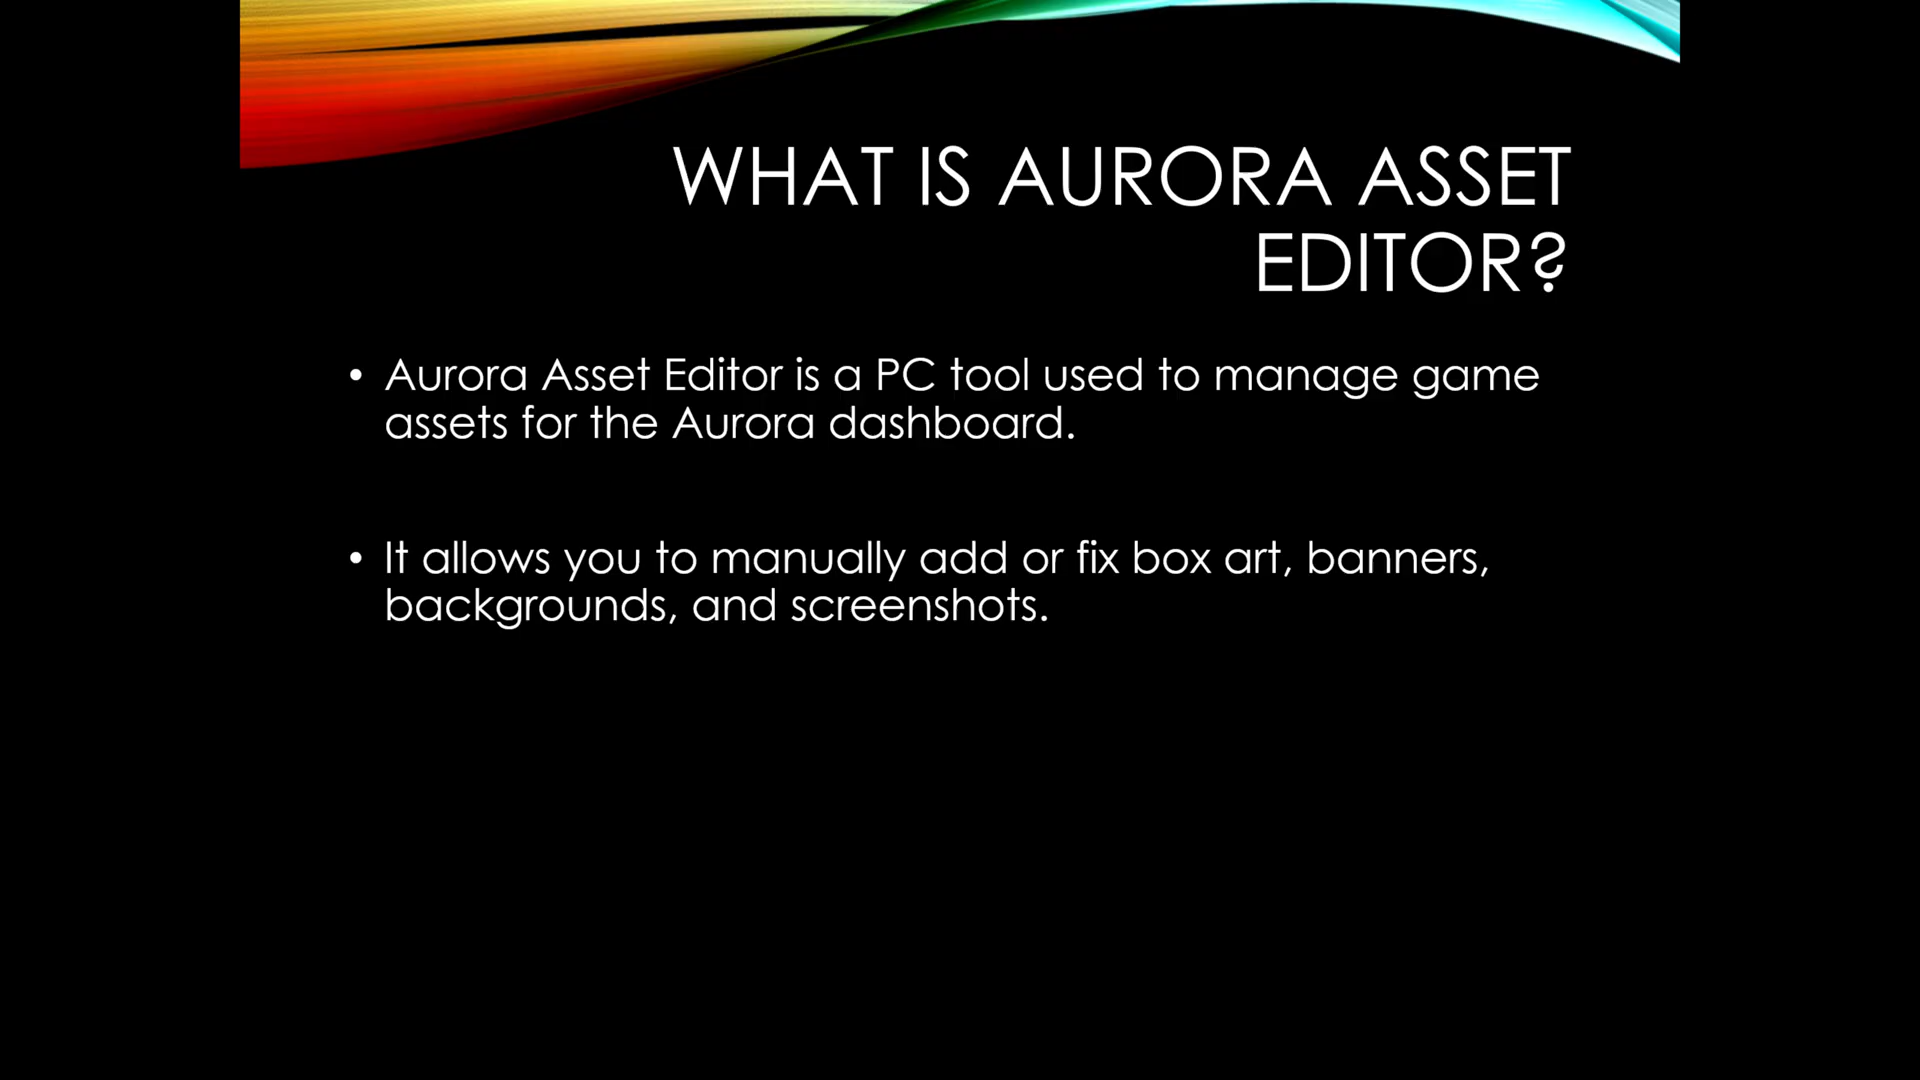 WHAT IS AURORA ASSET
EDITOR?
• Aurora Asset Editor is a PC tool used to manage game
assets for the Aurora dashboard.
• It allows you to manually add or fix box art, banners,
backgrounds, and screenshots.